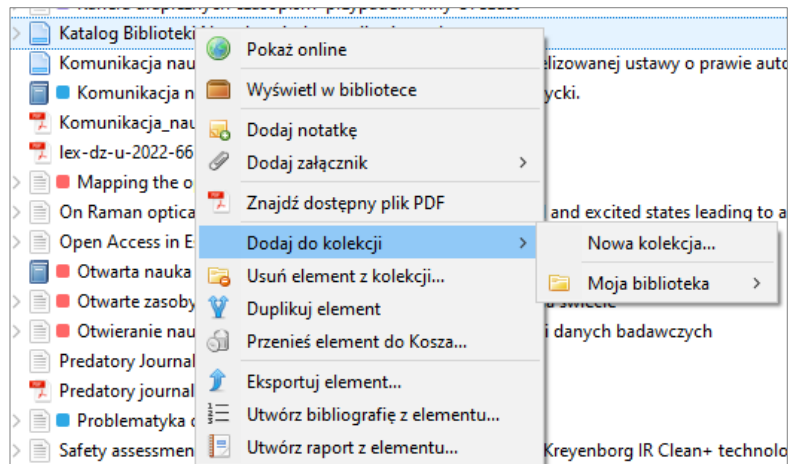 Katalog Biblioteki
Komunikacja nau
elizowanej ustawy o prawie auto
Komunikacja n
ycki.
Komunikacja_nau
lex-dz-u-2022-66
Mapping the o
On Raman optica
and excited states leading to a
Open Access in E
Otwarta nauka
Otwarte zasoby
a świecie
Otwieranie nau
i danych badawczych
Predatory Journal
Predatory journal
Problematyka
Safety assessmen
Kreyenborg IR Clean+ technolo
Pokaż online
Wyświetl w bibliotece
Dodaj notatkę
Dodaj załącznik
Znajdź dostępny plik PDF
Dodaj do kolekcji
Usuń element z kolekcji...
Duplikuj element
Przenieś element do Kosza...
Eksportuj element...
Utwórz bibliografię z elementu...
Utwórz raport z elementu...
Nowa kolekcja...
Moja biblioteka